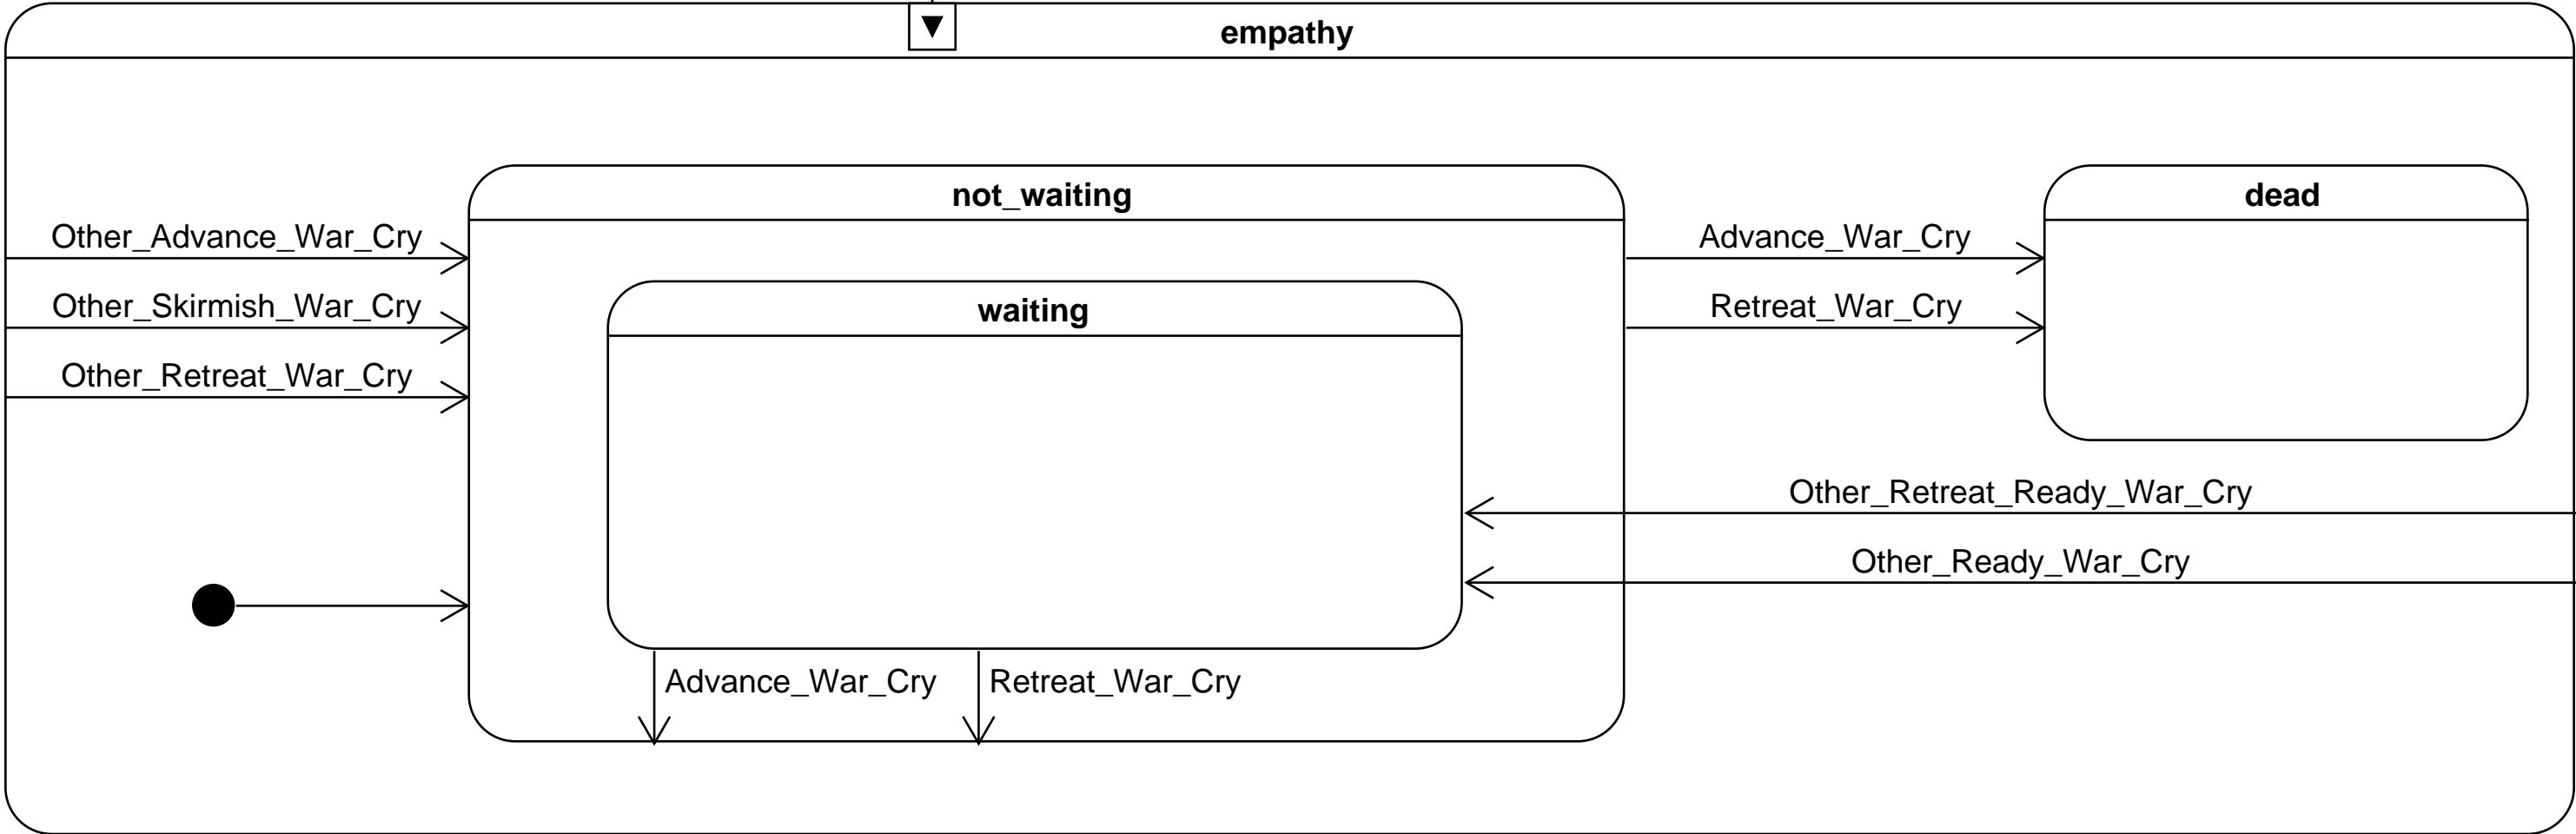 empathy
not_waiting
dead
Other_Advance_War_Cry
Advance_War_Cry
Other_Skirmish_War_Cry
waiting
Retreat_War_Cry
Other_Retreat_War_Cry
Other_Retreat_Ready_War_Cry
Other_Ready_War_Cry
Advance_War_Cry
Retreat_War_Cry